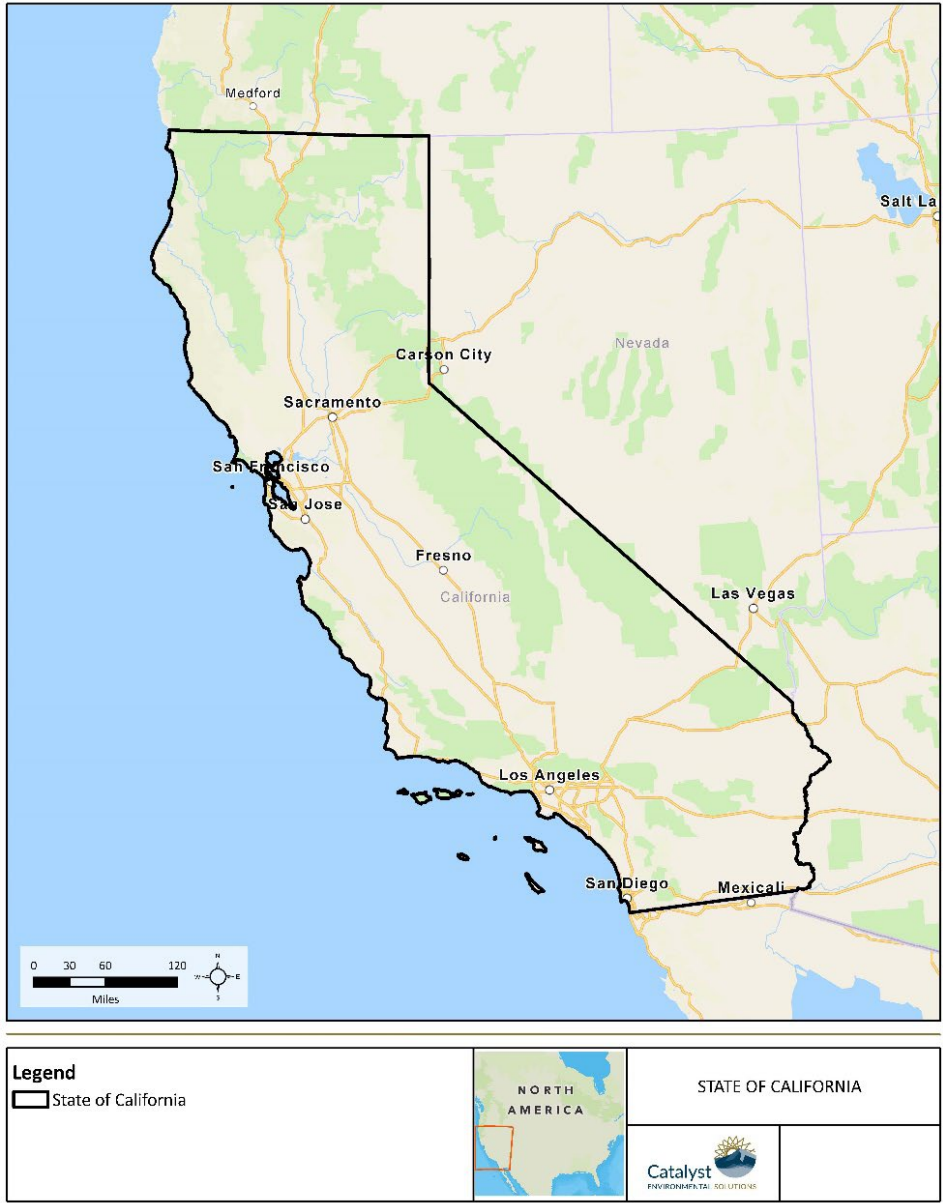 Medford
Salt La
Carson City
Nevada
Sacramento
San Francisco
San Jose
Fresno
California
Las Vegas
Los Angeles
San Diego
Mexicali
0 30 60 120
Miles
N
W E
S
Legend
State of California
NORTH
AMERICA
STATE OF CALIFORNIA
Catalyst
ENVIRONMENTAL SOLUTIONS